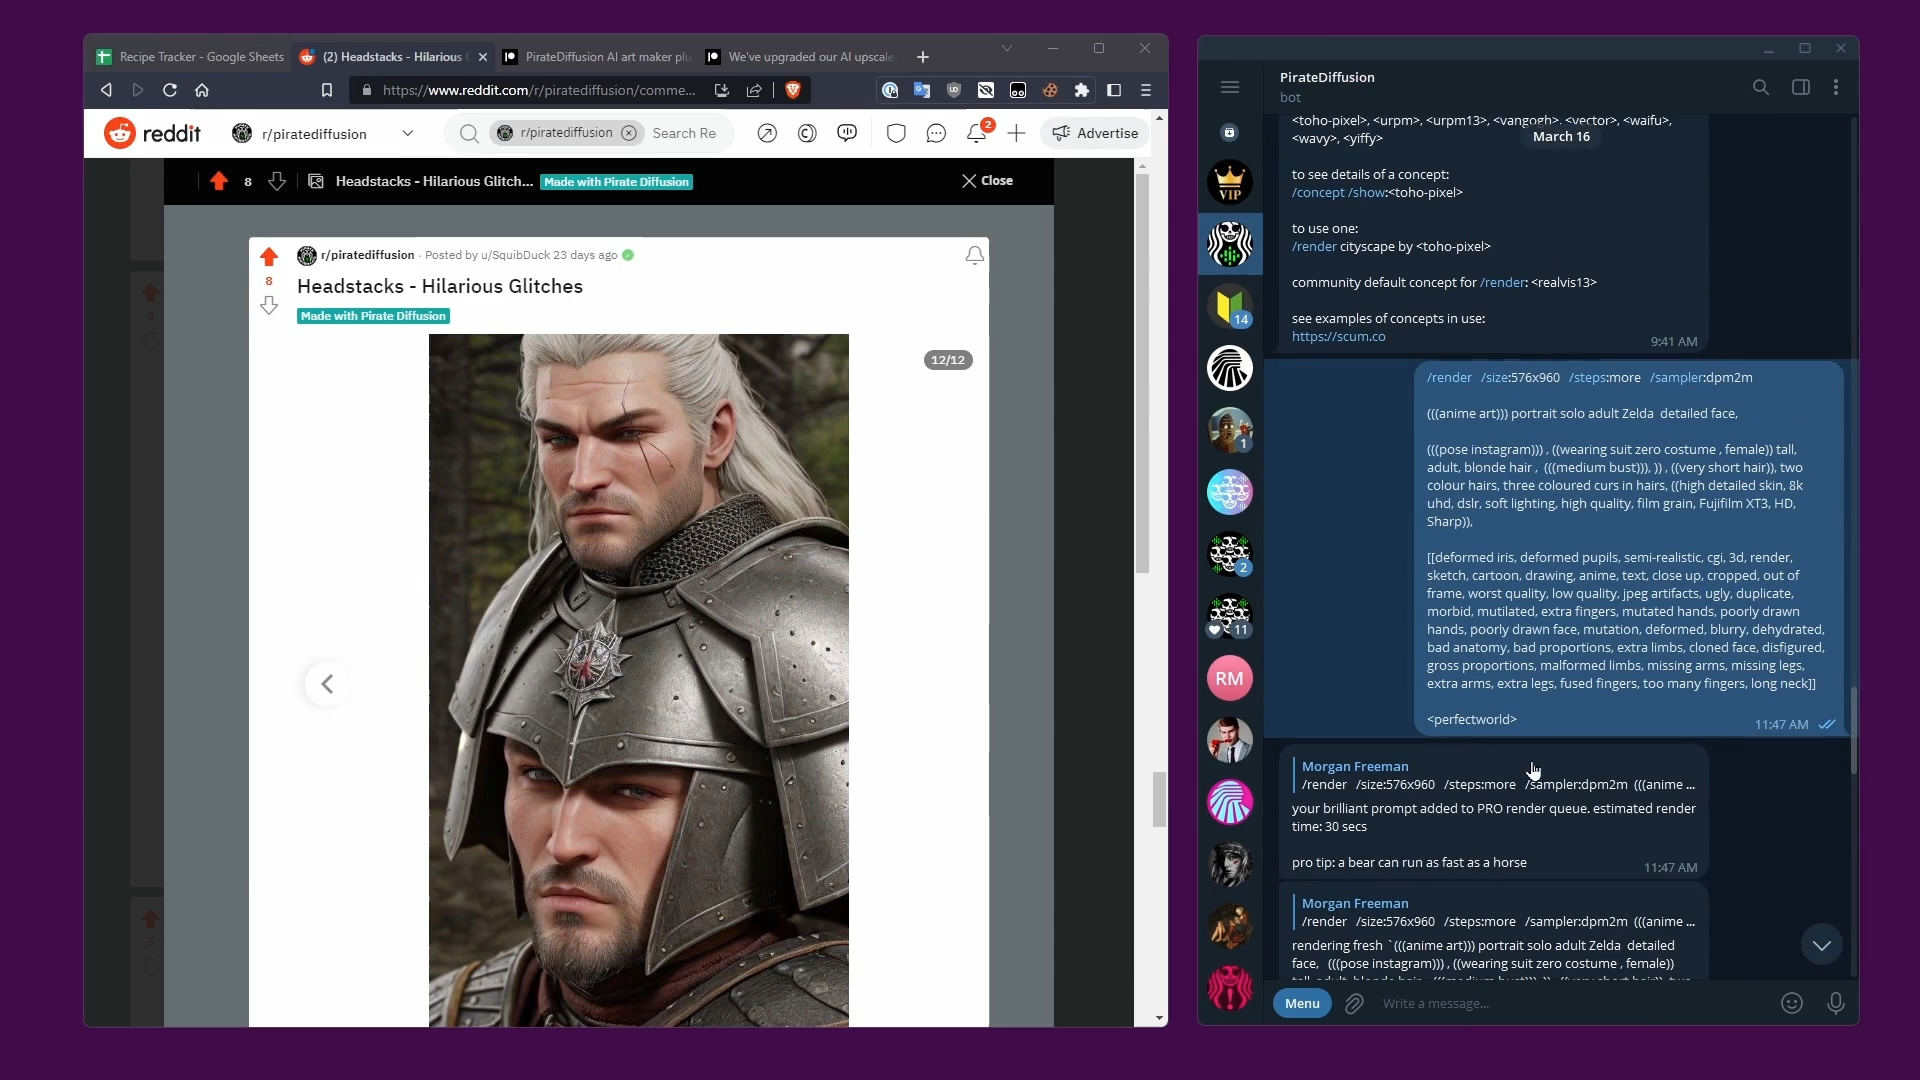 Recipe Tracker - Google Sheets
(2) Headstacks - Hilarious
PirateDiffusion AI art maker plu
We've upgraded our AI upscale
https://www.reddit.com/r/piratediffusion/comme...
reddit
r/piratediffusion
r/piratediffusion
Search Re
2
Advertise
8
Headstacks - Hilarious Glitch...
Made with Pirate Diffusion
Close
8
r/piratediffusion · Posted by u/SquibDuck 23 days ago
Headstacks - Hilarious Glitches
Made with Pirate Diffusion
12/12
PirateDiffusion
bot
VIP
14
1
2
11
RM
<toho-pixel>, <urpm>, <urpm13>, <vangogh>, <vector>, <waifu>,
<wavy>, <yiffy>
March 16
to see details of a concept:
/concept /show:<toho-pixel>
to use one:
/render cityscape by <toho-pixel>
community default concept for /render: <realvis13>
see examples of concepts in use:
https://scum.co
9:41 AM
/render /size:576x960 /steps:more /sampler:dpm2m
(((anime art))) portrait solo adult Zelda detailed face,
(((pose instagram))) , ((wearing suit zero costume , female)) tall,
adult, blonde hair , (((medium bust))), )) , ((very short hair)), two
colour hairs, three coloured curs in hairs, ((high detailed skin, 8k
uhd, dslr, soft lighting, high quality, film grain, Fujifilm XT3, HD,
Sharp)),
[[deformed iris, deformed pupils, semi-realistic, cgi, 3d, render,
sketch, cartoon, drawing, anime, text, close up, cropped, out of
frame, worst quality, low quality, jpeg artifacts, ugly, duplicate,
morbid, mutilated, extra fingers, mutated hands, poorly drawn
hands, poorly drawn face, mutation, deformed, blurry, dehydrated,
bad anatomy, bad proportions, extra limbs, cloned face, disfigured,
gross proportions, malformed limbs, missing arms, missing legs,
extra arms, extra legs, fused fingers, too many fingers, long neck]]
<perfectworld>
11:47 AM
Morgan Freeman
/render /size:576x960 /steps:more /sampler:dpm2m (((anime ...
your brilliant prompt added to PRO render queue. estimated render
time: 30 secs
pro tip: a bear can run as fast as a horse
11:47 AM
Morgan Freeman
/render /size:576x960 /steps:more /sampler:dpm2m (((anime ...
rendering fresh `(((anime art))) portrait solo adult Zelda detailed
face, (((pose instagram))) , ((wearing suit zero costume , female))
Menu
Write a message...